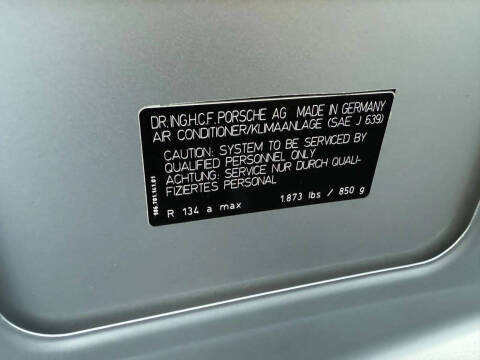 DR.ING.H.C.F.PORSCHE AG MADE IN GERMANY
AIR CONDITIONER/KLIMAANLAGE (SAE J 639)
CAUTION: SYSTEM TO BE SERVICED BY
QUALIFIED PERSONNEL ONLY
ACHTUNG: SERVICE NUR DURCH QUALI-
FIZIERTES PERSONAL
R 134 a max 1.873 lbs / 850 g